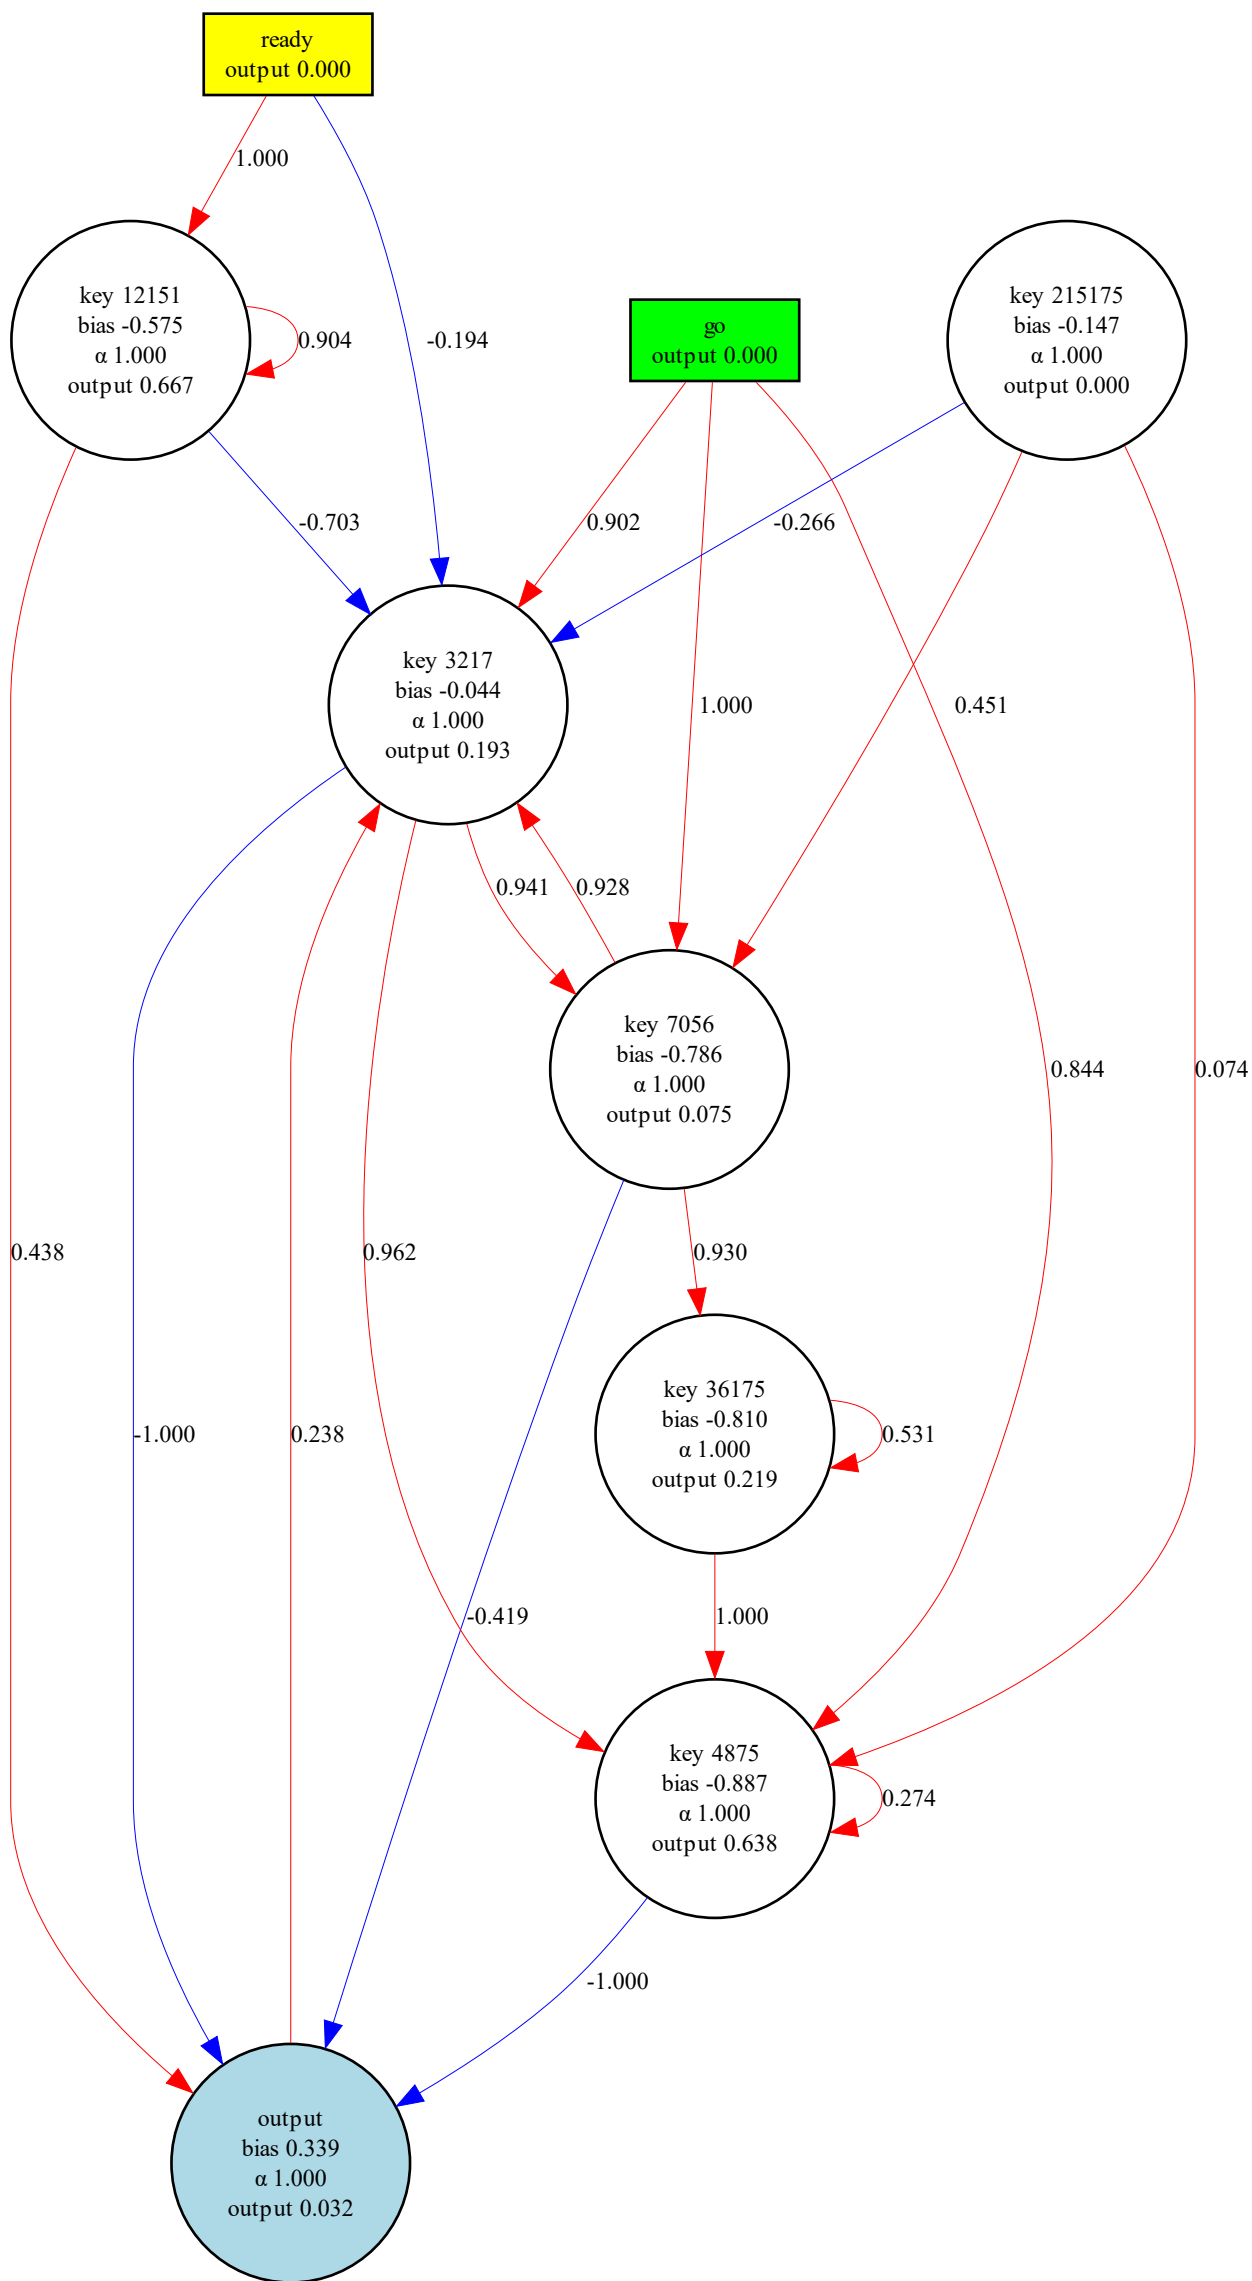 ready
output 0.000
1.000
key 12151
bias -0.575
α 1.000
output 0.667
0.904
-0.194
go
output 0.000
key 215175
bias -0.147
α 1.000
output 0.000
-0.703
0.902
-0.266
key 3217
bias -0.044
α 1.000
output 0.193
1.000
0.451
0.941
0.928
key 7056
bias -0.786
α 1.000
output 0.075
0.844
0.074
0.438
0.962
0.930
key 36175
bias -0.810
α 1.000
output 0.219
0.531
-1.000
0.238
-0.419
1.000
key 4875
bias -0.887
α 1.000
output 0.638
0.274
-1.000
output
bias 0.339
α 1.000
output 0.032